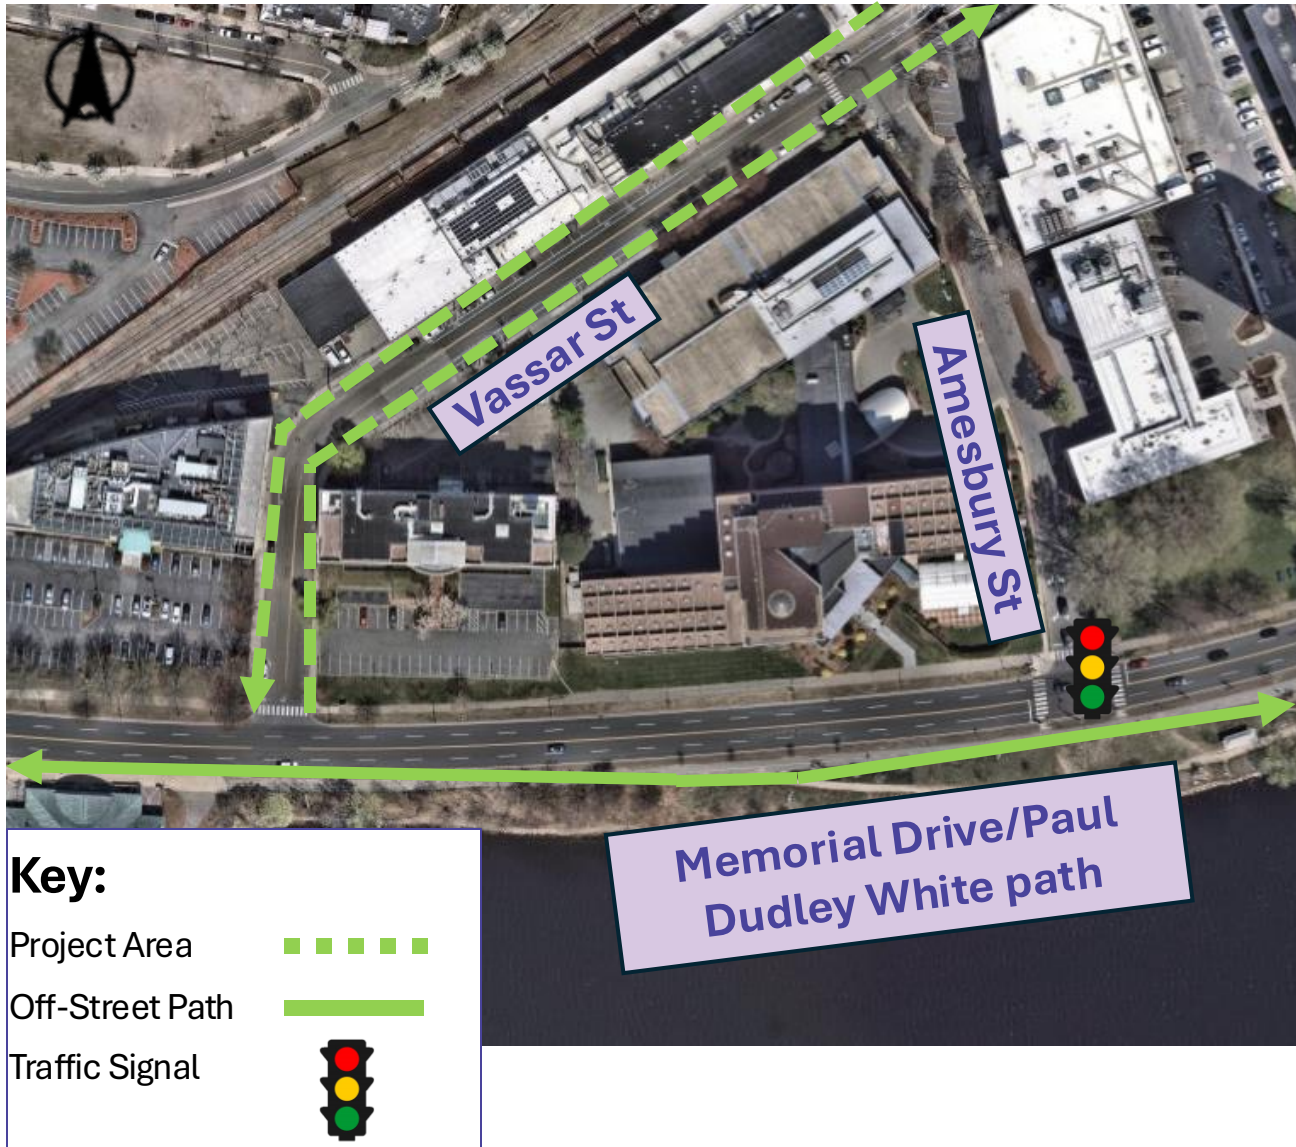 Vassar St
Amesbury St
Memorial Drive/Paul
Dudley White path
Key:
Project Area
Off-Street Path
Traffic Signal